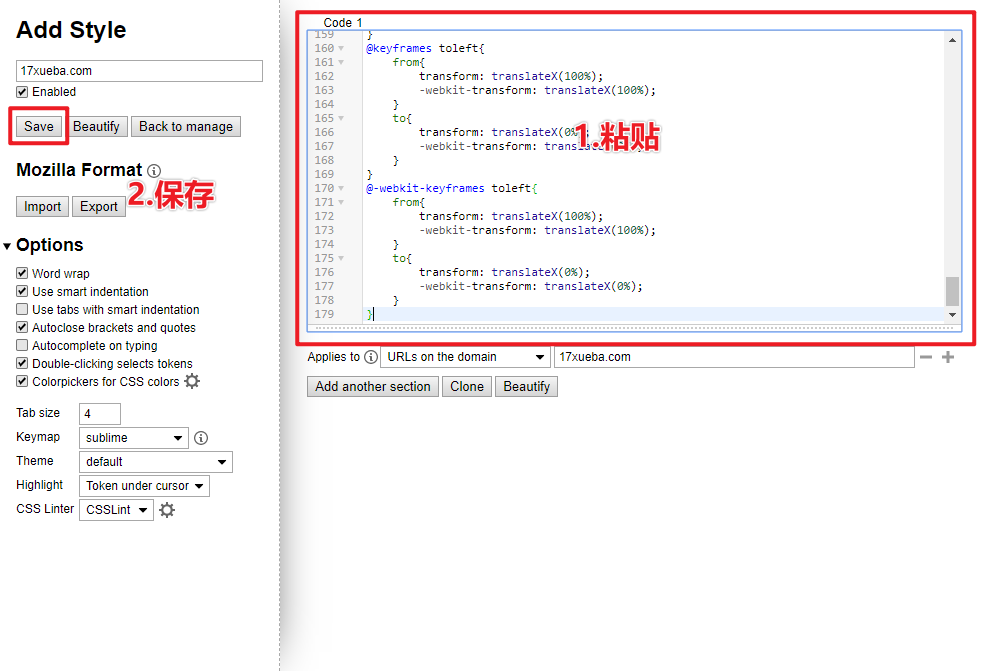 Add Style
17xueba.com
Enabled
Save Beautify Back to manage
Mozilla Format
2.保存
Import Export
Options
Word wrap
Use smart indentation
Use tabs with smart indentation
Autoclose brackets and quotes
Autocomplete on typing
Double-clicking selects tokens
Colorpickers for CSS colors
Tab size 4
Keymap sublime
Theme default
Highlight Token under cursor
CSS Linter CSSLint
Code 1
159 }
160 @keyframes toleft{
161 from{
162 transform: translateX(100%);
163 -webkit-transform: translateX(100%);
164 }
165 to{
166 transform: translateX(0%);
1.粘贴
167 -webkit-transform:
168 }
169 }
170 @-webkit-keyframes toleft{
171 from{
172 transform: translateX(100%);
173 -webkit-transform: translateX(100%);
174 }
175 to{
176 transform: translateX(0%);
177 -webkit-transform: translateX(0%);
178 }
179 }
Applies to URLs on the domain 17xueba.com
Add another section Clone Beautify